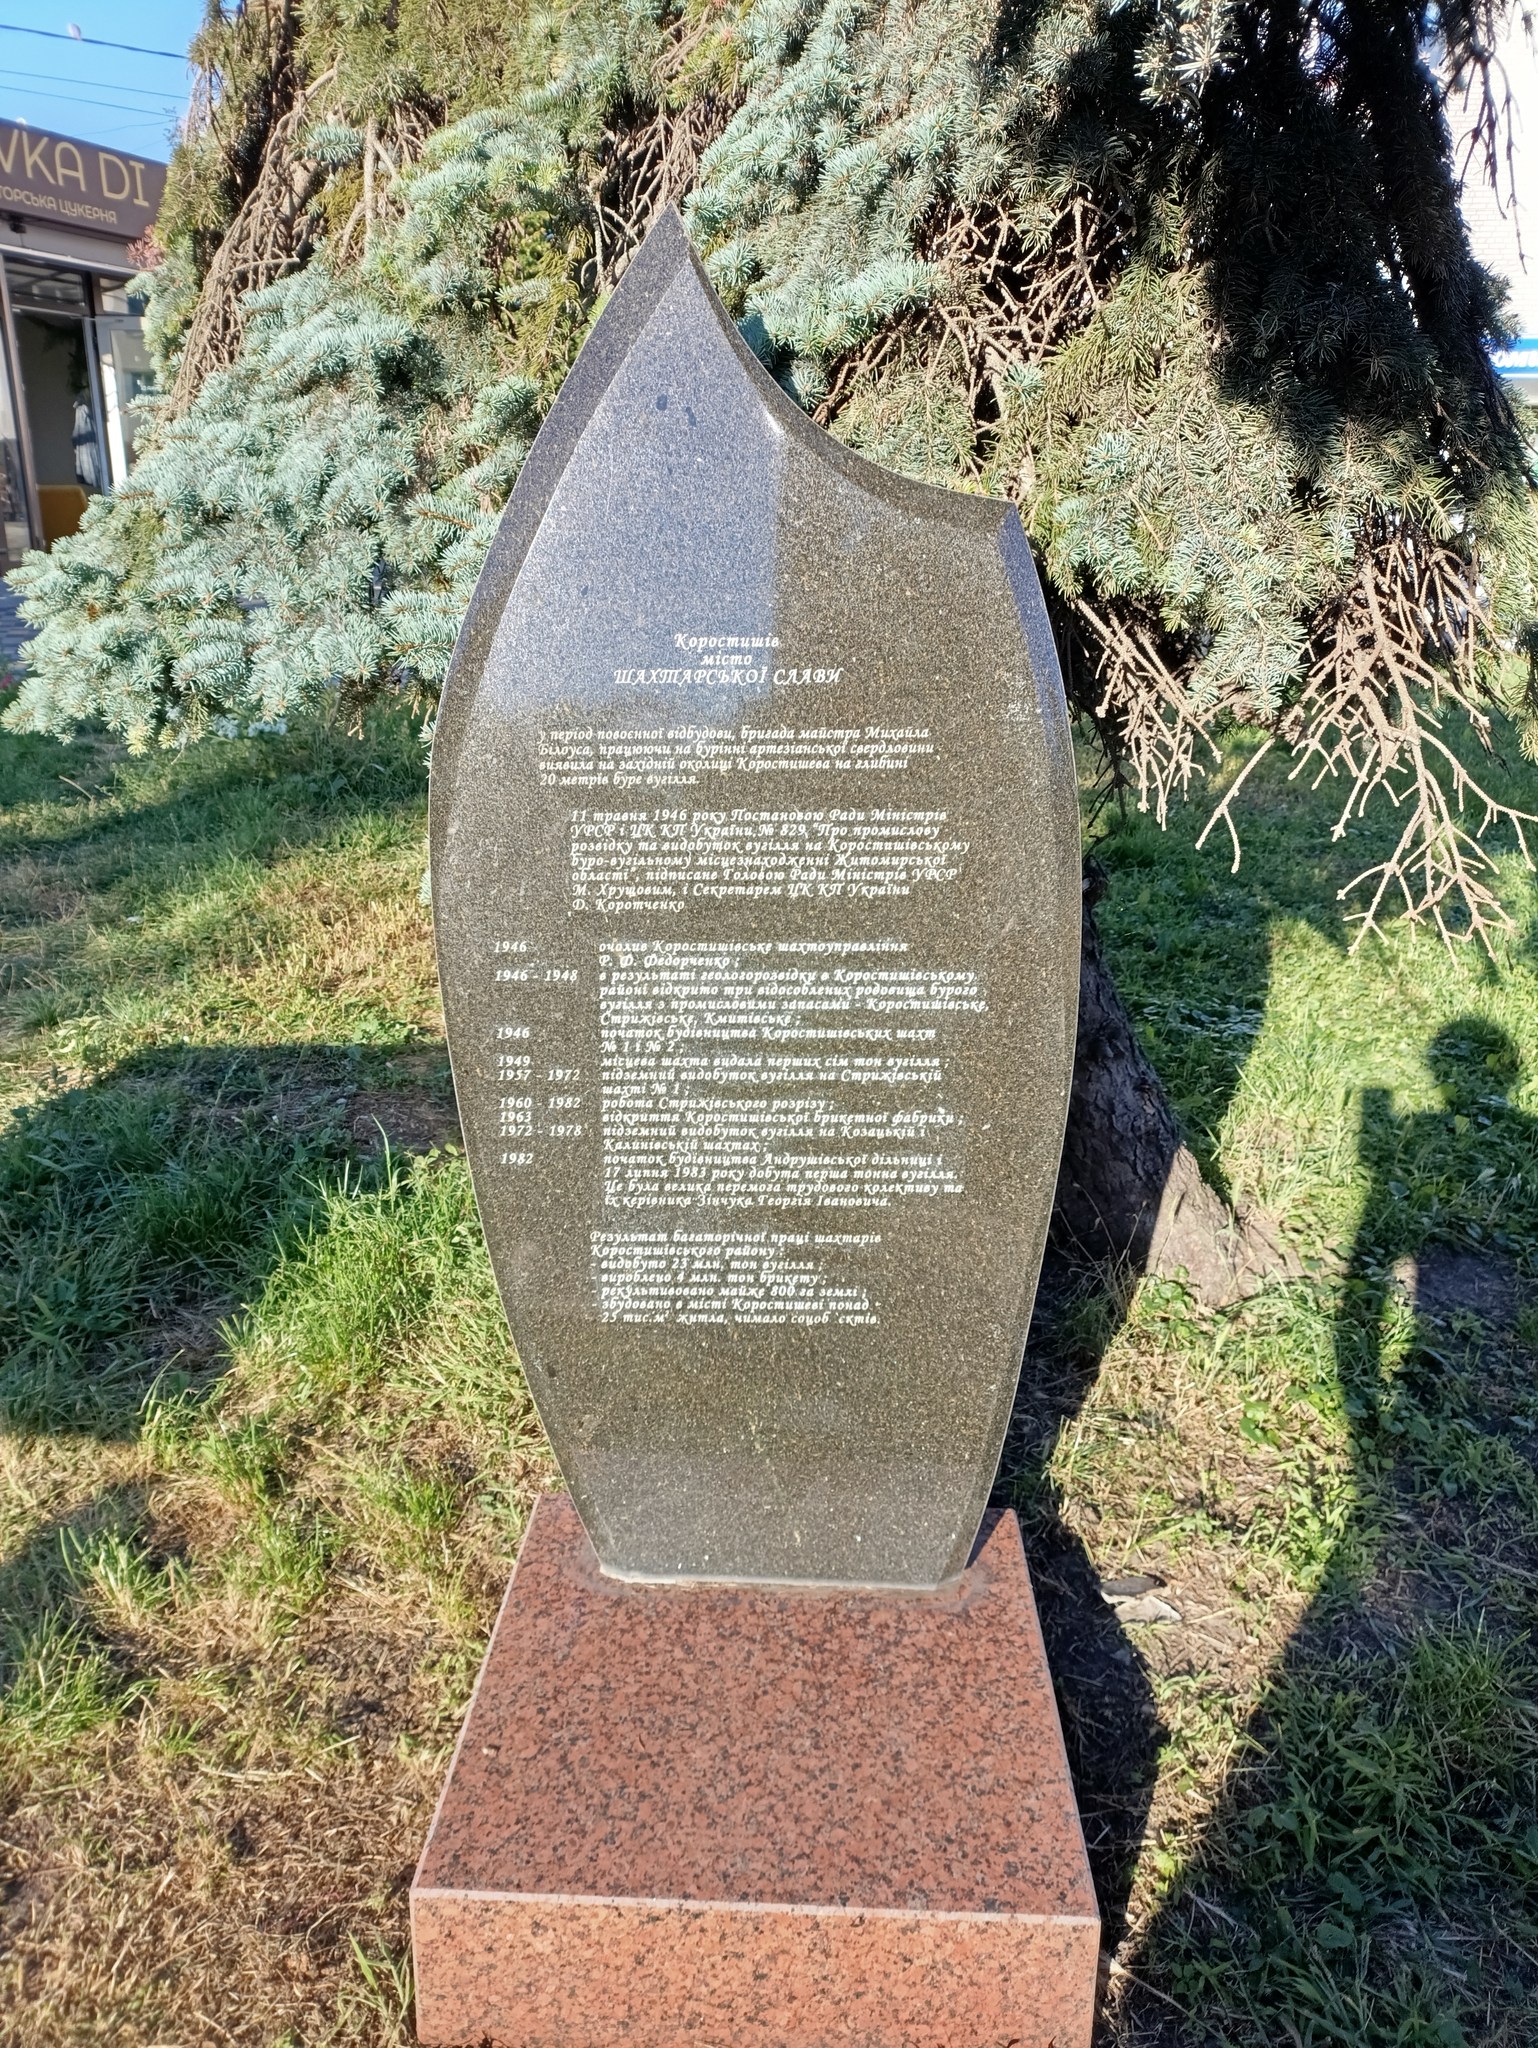 VKA DI
ТОРСЬКА ЦУКЕРНЯ
Коростишів
місто
ШАХТАРСЬКОЇ СЛАВИ
у період повоєнної відбудови, бригада майстра Михайла
Білоуса, працюючи на бурінні артезіанської свердловини
виявила на західній околиці Коростишева на глибині
20 метрів буре вугілля.
11 травня 1946 року Постановою Ради Міністрів
УРСР і ЦК КП України № 829 "Про промислову
розвідку та видобуток вугілля на Коростишівському
буро-вугільному місцезнаходженні Житомирської
області", підписане Головою Ради Міністрів УРСР
М. Хрущовим, і Секретарем ЦК КП України
Д. Коротченко
1946 - очолив Коростишівське шахтоуправління
Р. Ф. Федорченко ;
1946 - 1948 в результаті геологорозвідки в Коростишівському
районі відкрито три відособлених родовища бурого
вугілля з промисловими запасами - Коростишівське,
Стрижівське, Кмитівське ;
1946 початок будівництва Коростишівських шахт
№ 1 і № 2 ;
1949 місцева шахта видала перших сім тон вугілля ;
1957 - 1972 підземний видобуток вугілля на Стрижівській
шахті № 1 ;
1960 - 1982 робота Стрижівського розрізу ;
1963 відкриття Коростишівської брикетної фабрики ;
1972 - 1978 підземний видобуток вугілля на Козацькій і
Калинівській шахтах ;
1982 початок будівництва Андрушівської дільниці і
17 липня 1983 року добута перша тонна вугілля.
Це була велика перемога трудового колективу та
їх керівника Зінчука Георгія Івановича.
Результат багаторічної праці шахтарів
Коростишівського району :
- видобуто 23 млн. тон вугілля ;
- вироблено 4 млн. тон брикету ;
- рекультивовано майже 800 га землі ;
- збудовано в місті Коростишеві понад
25 тис.м² житла, чимало соцоб`єктів.